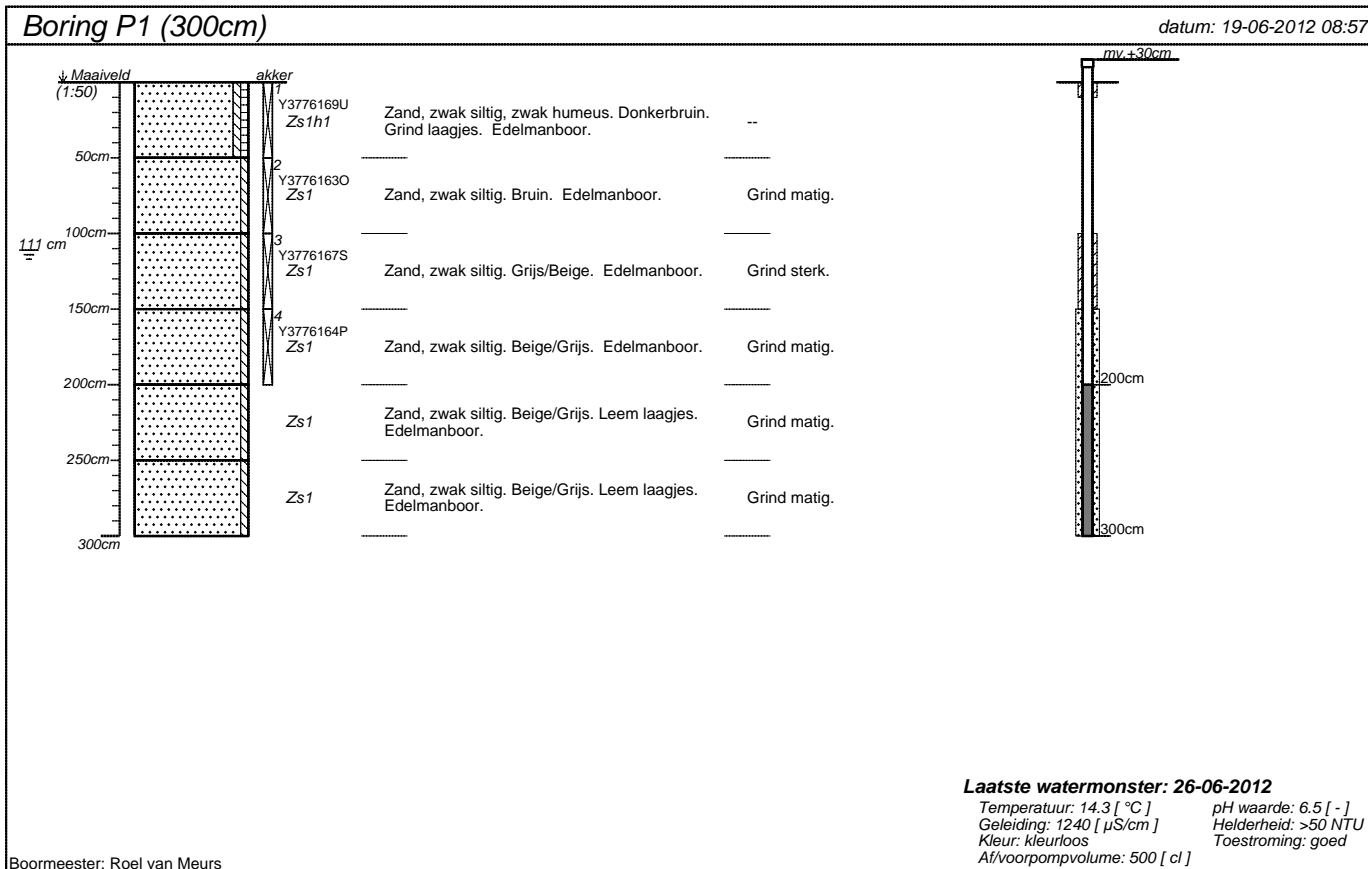 Boring P1 (300cm)
datum: 19-06-2012 08:57
mv.+30cm
Maaiveld
akker
(1:50)
1
Y3776169U
Zs1h1
Zand, zwak siltig, zwak humeus. Donkerbruin.
Grind laagjes. Edelmanboor.
--
50cm
2
Y3776163O
Zs1
Zand, zwak siltig. Bruin. Edelmanboor.
Grind matig.
100cm
111 cm
3
Y3776167S
Zs1
Zand, zwak siltig. Grijs/Beige. Edelmanboor.
Grind sterk.
150cm
4
Y3776164P
Zs1
Zand, zwak siltig. Beige/Grijs. Edelmanboor.
Grind matig.
200cm
200cm
Zs1
Zand, zwak siltig. Beige/Grijs. Leem laagjes.
Edelmanboor.
Grind matig.
250cm
Zs1
Zand, zwak siltig. Beige/Grijs. Leem laagjes.
Edelmanboor.
Grind matig.
300cm
300cm
Laatste watermonster: 26-06-2012
Temperatuur: 14.3 [ °C ]
pH waarde: 6.5 [ - ]
Geleiding: 1240 [ µS/cm ]
Helderheid: >50 NTU
Kleur: kleurloos
Toestroming: goed
Af/voorpompvolume: 500 [ cl ]
Boormeester: Roel van Meurs